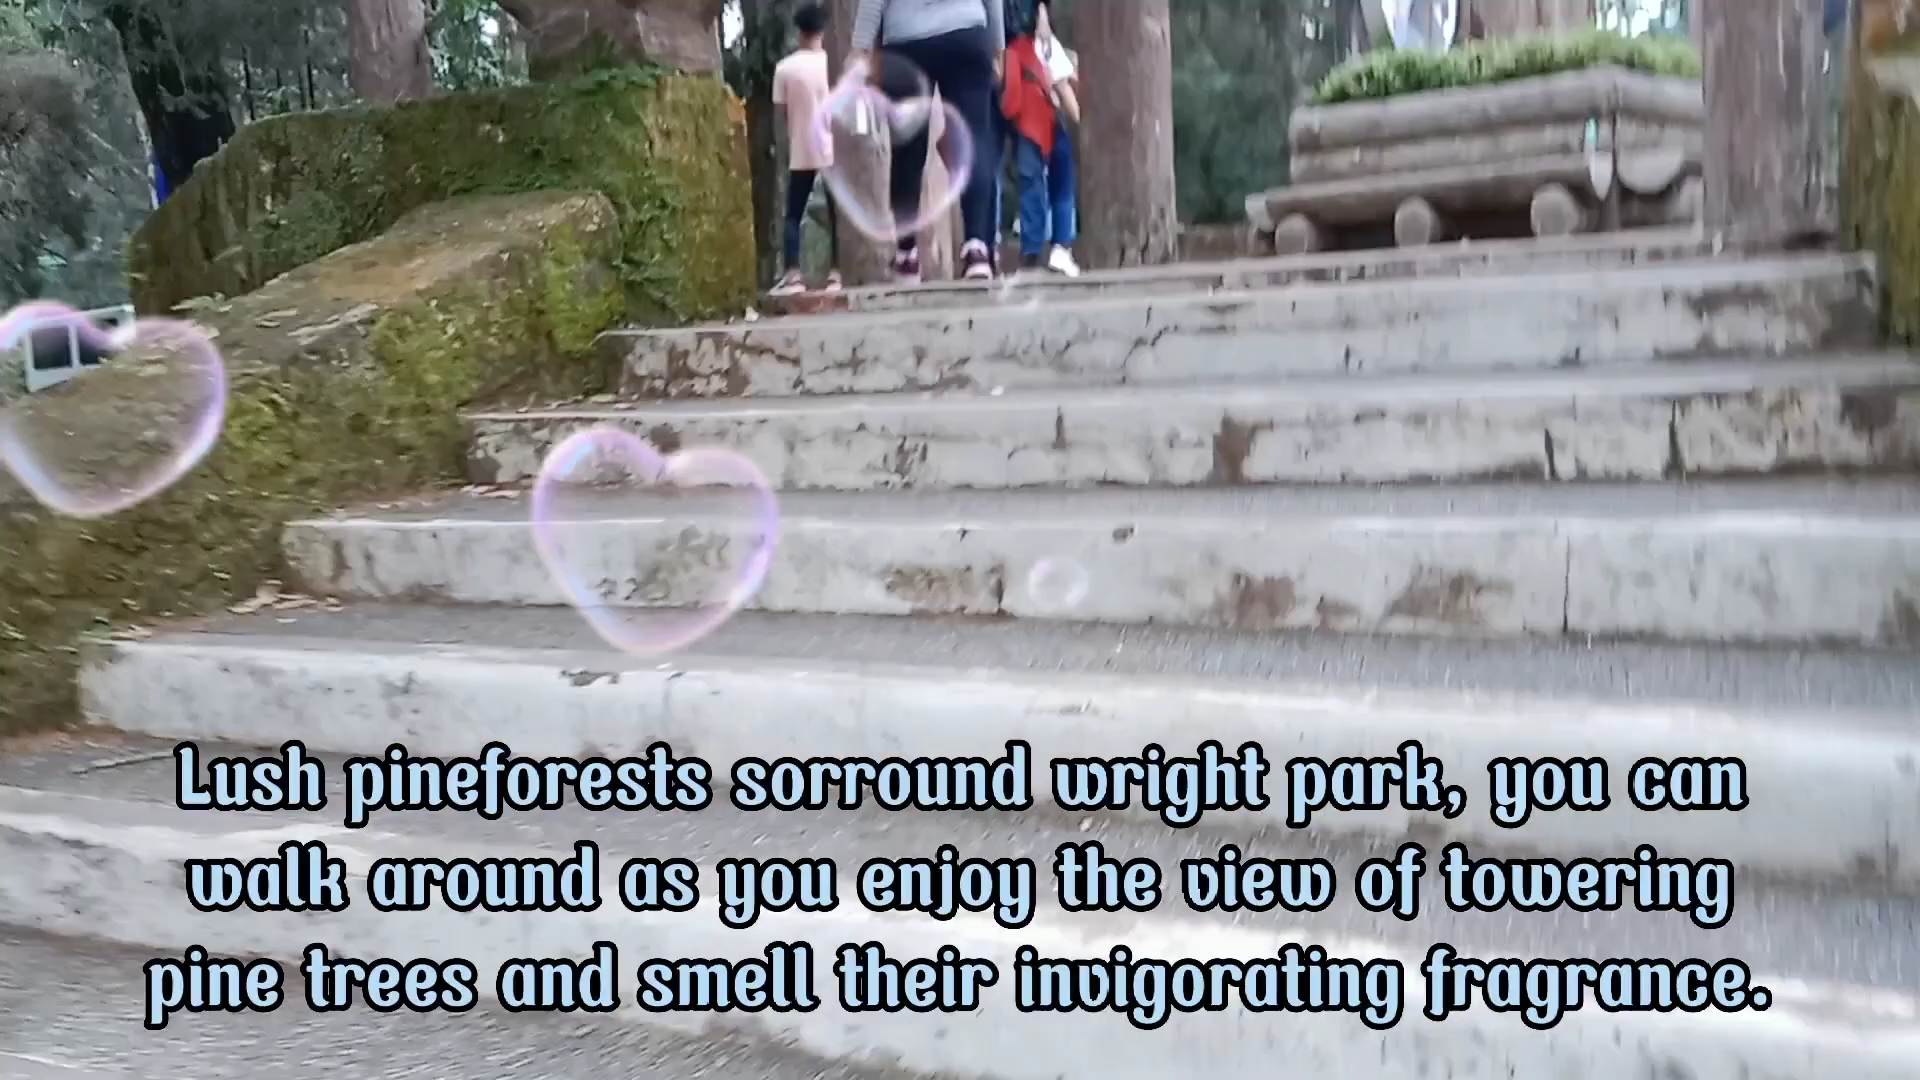 Lush pineforests sorround wright park, you can
walk around as you enjoy the view of towering
pine trees and smell their invigorating fragrance.